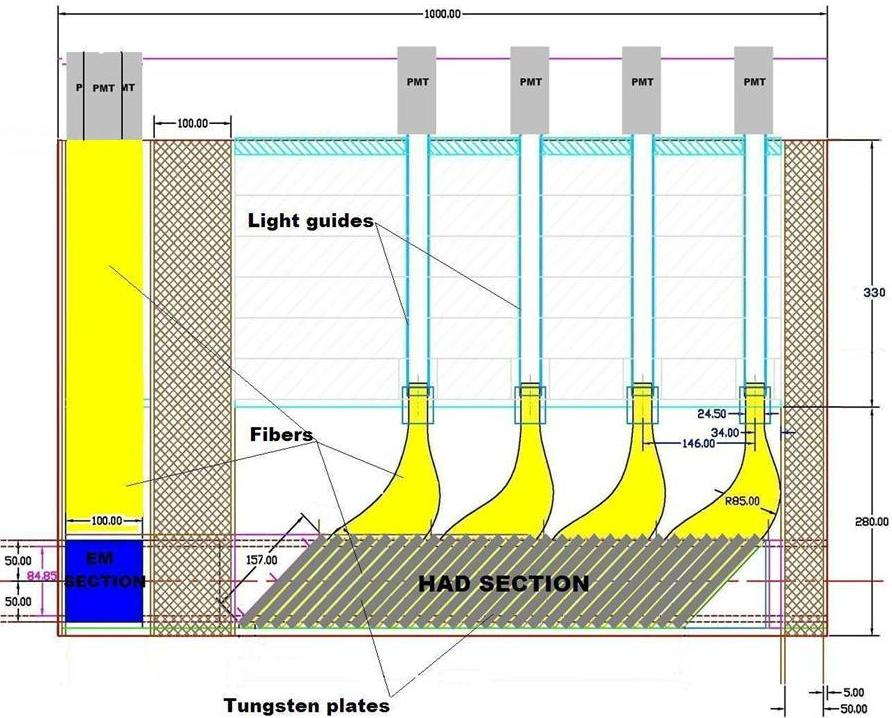 1000.00
P PMT MT
PMT
PMT
PMT
PMT
100.00
Light guides
330
24.50
34.00
146.00
Fibers
R85.00
100.00
280.00
50.00
84.85
50.00
EM
SECTION
157.00
HAD SECTION
5.00
50.00
Tungsten plates